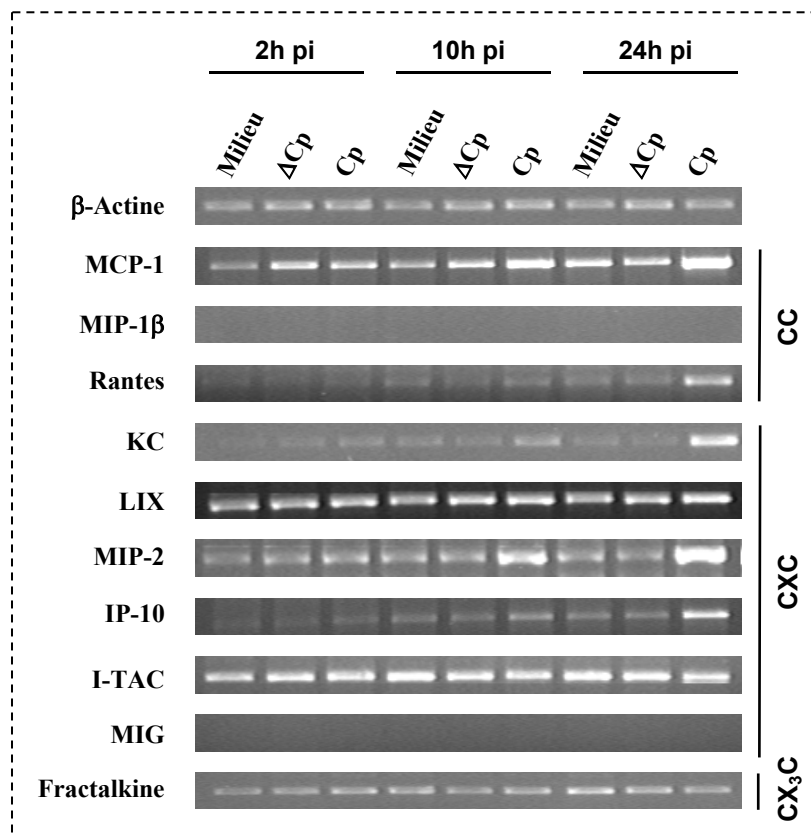 2h pi 10h pi 24h pi
Milieu ΔCp Cp Milieu ΔCp Cp Milieu ΔCp Cp
β-Actine
MCP-1
MIP-1β
Rantes
CC
KC
LIX
MIP-2
IP-10
I-TAC
MIG
CXC
Fractalkine
CX₃C